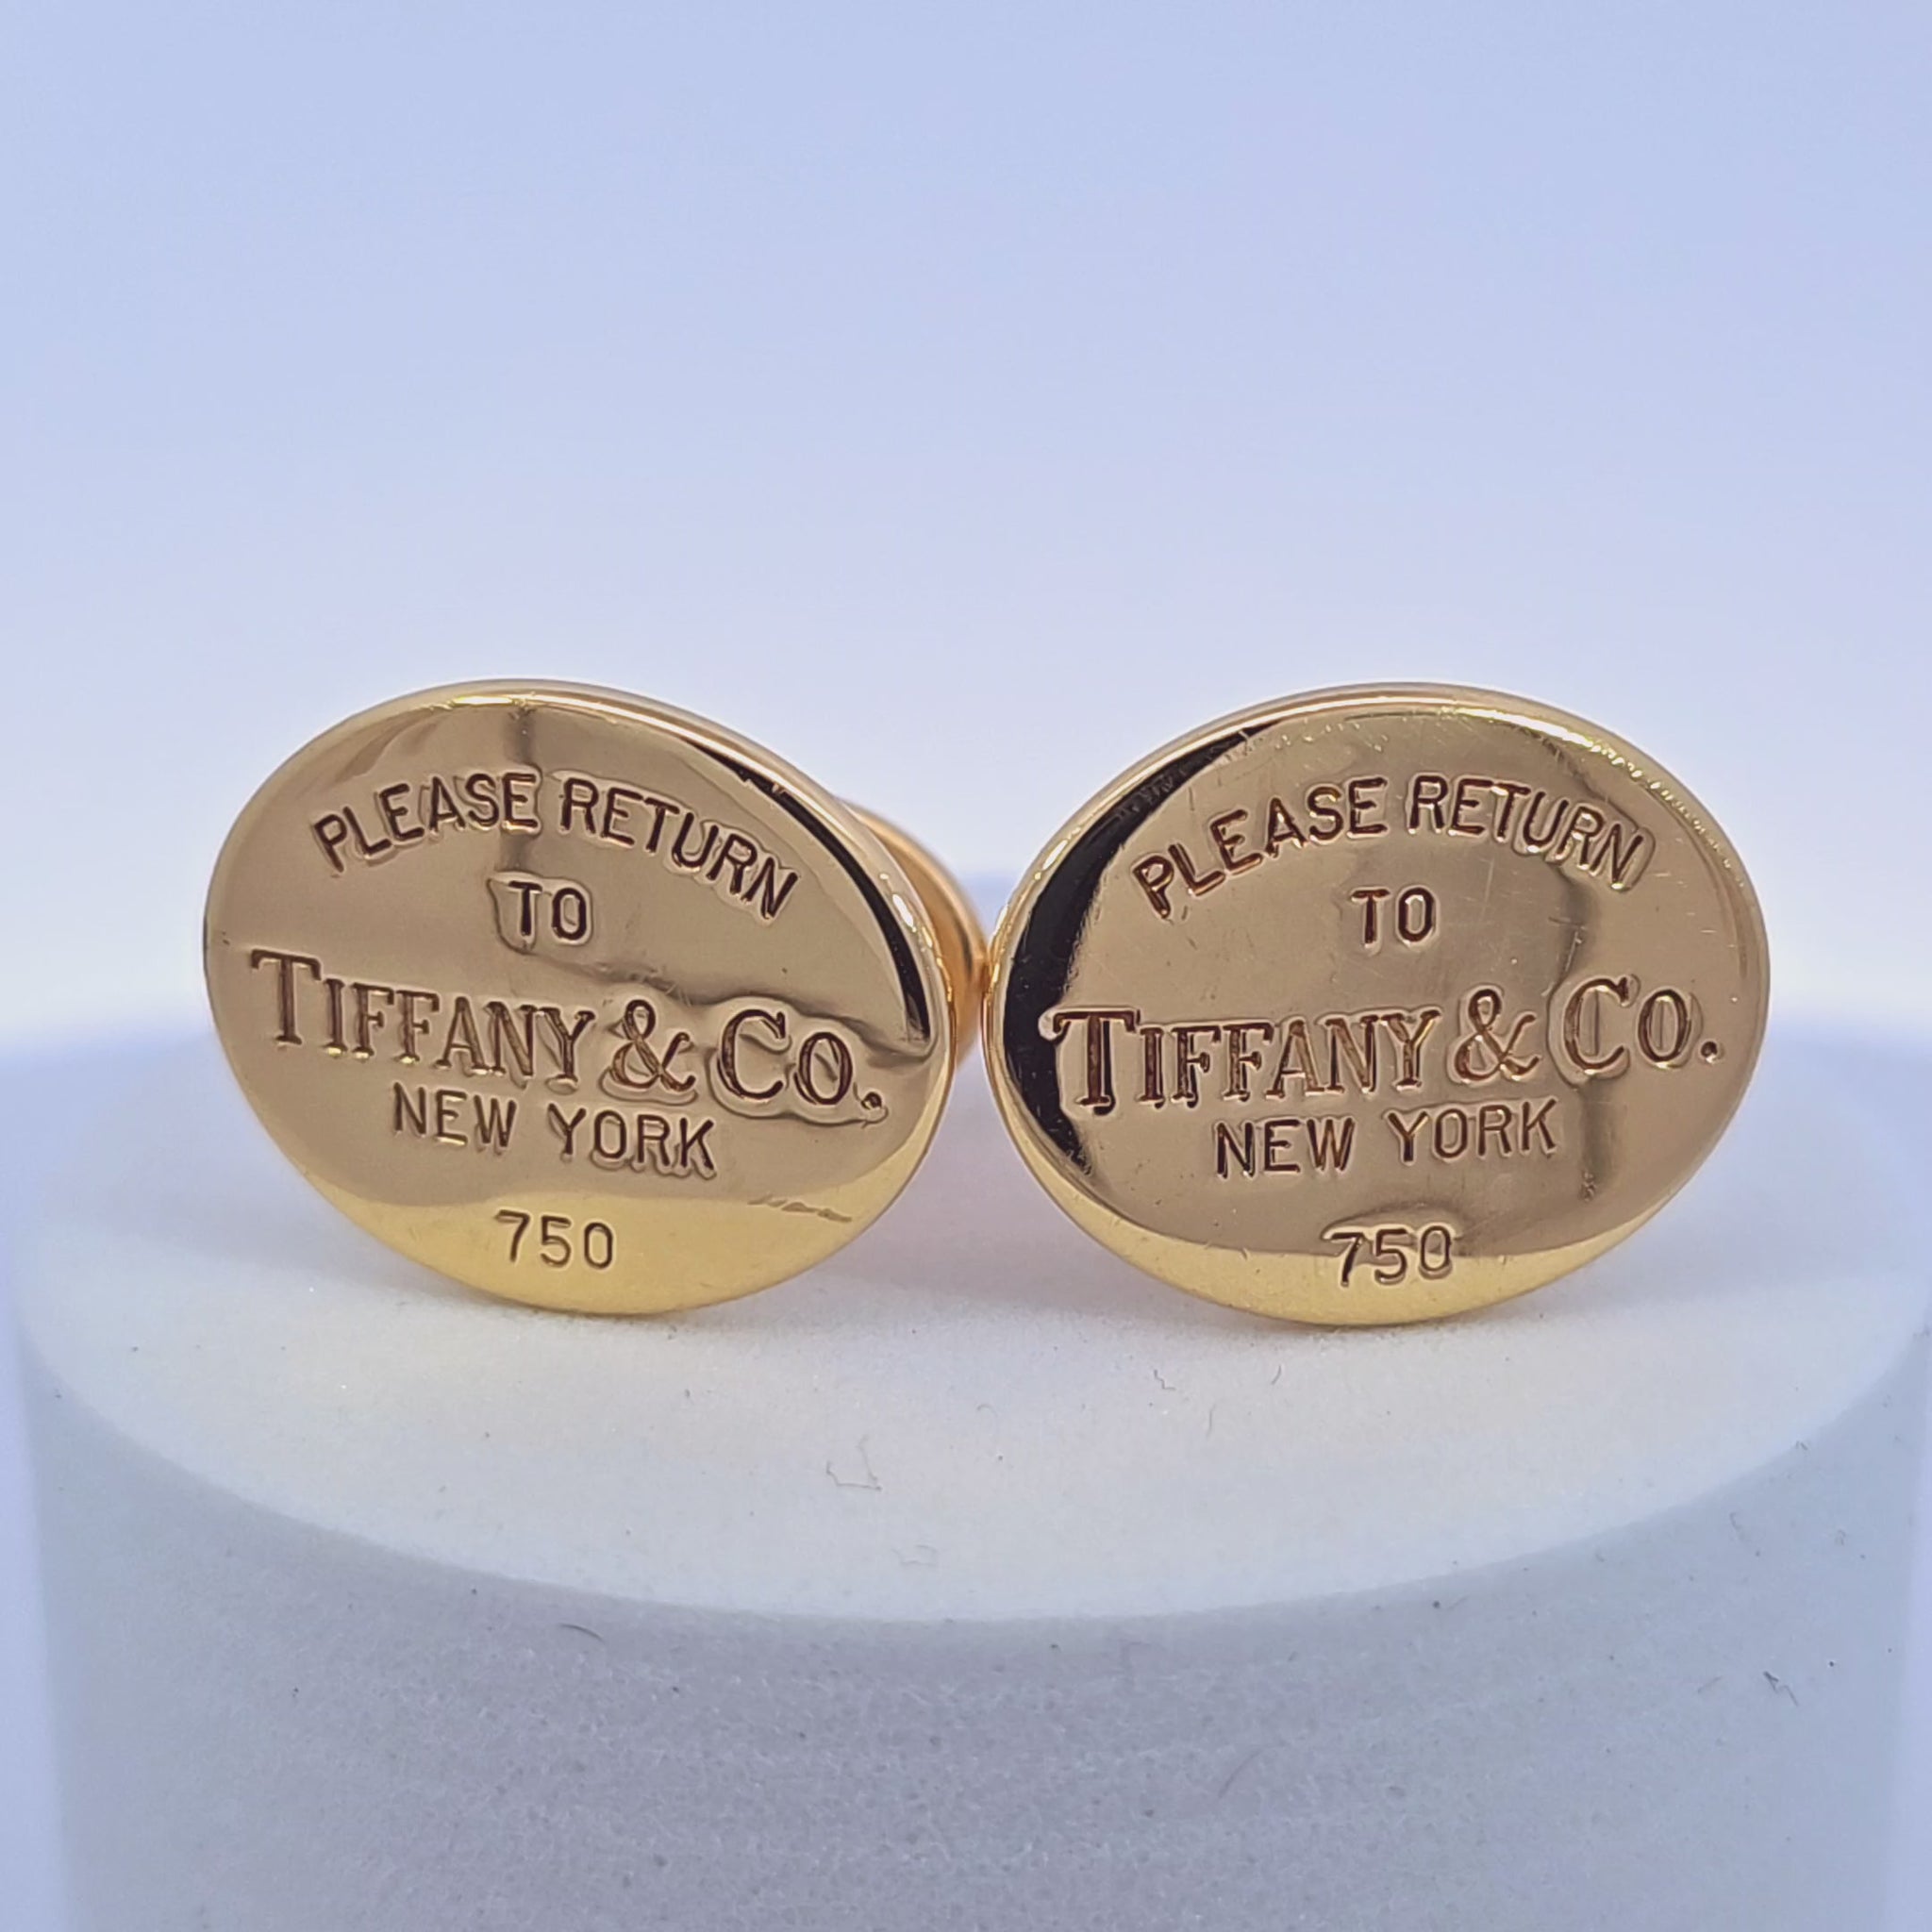 PLEASE RETURN
TO
TIFFANY & CO.
NEW YORK
750
PLEASE RETURN
TO
TIFFANY & CO.
NEW YORK
750